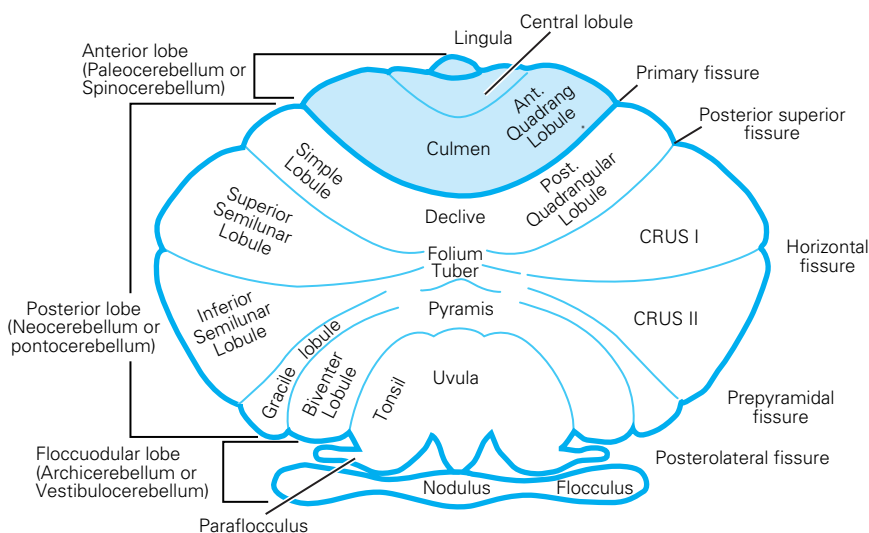 Central lobule
Lingula
Anterior lobe
(Paleocerebellum or
Spinocerebellum)
Primary fissure
Ant.
Quadrang
Lobule
Posterior superior
fissure
Culmen
Simple
Lobule
Post.
Quadrangular
Lobule
Superior
Semilunar
Lobule
Declive
CRUS I
Folium
Tuber
Horizontal
fissure
Posterior lobe
(Neocerebellum or
pontocerebellum)
Inferior
Semilunar
Lobule
Pyramis
CRUS II
Gracile lobule
Biventer
Lobule
Tonsil
Uvula
Prepyramidal
fissure
Floccuodular lobe
(Archicerebellum or
Vestibulocerebellum)
Posterolateral fissure
Nodulus
Flocculus
Paraflocculus